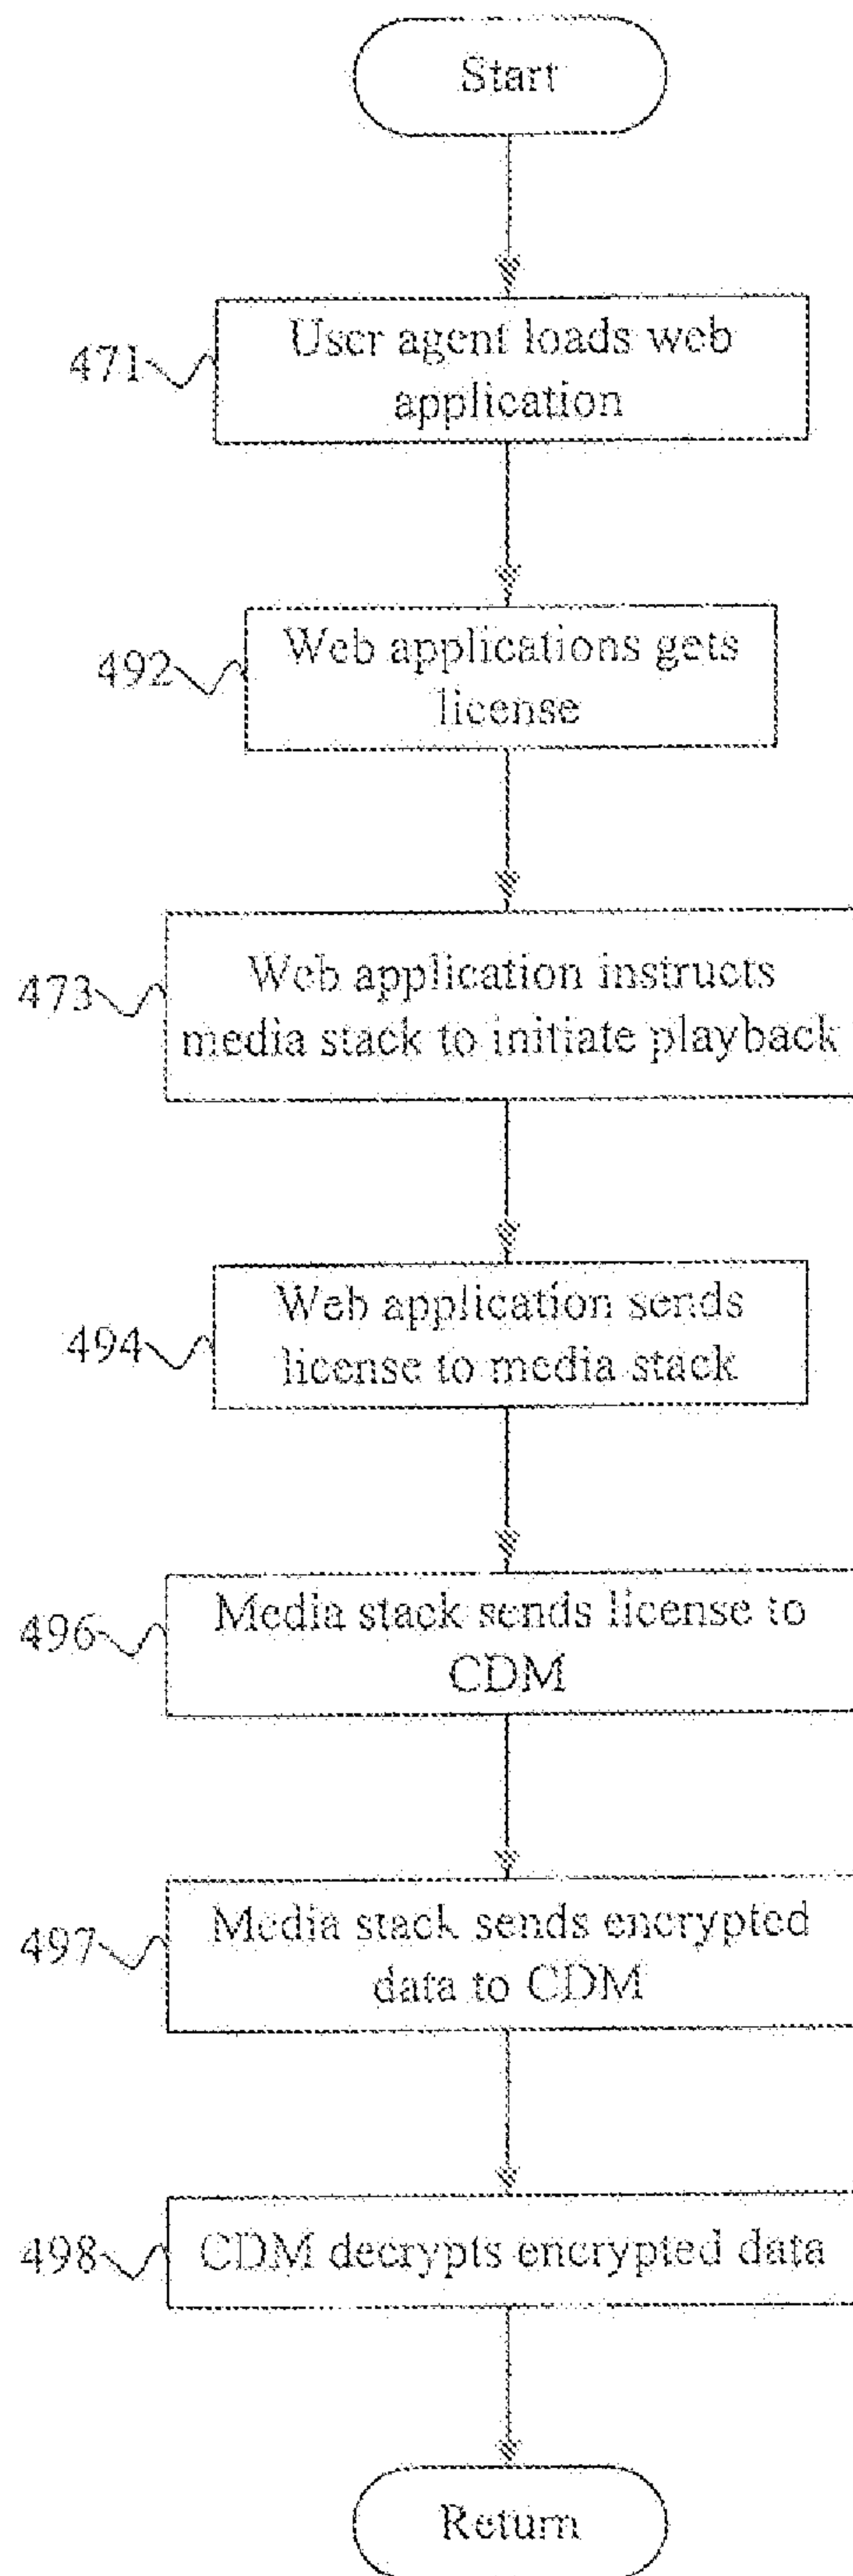 Start
471
User agent loads web
application
492
Web applications gets
license
473
Web application instructs
media stack to initiate playback
494
Web application sends
license to media stack
496
Media stack sends license to
CDM
497
Media stack sends encrypted
data to CDM
498
CDM decrypts encrypted data
Return